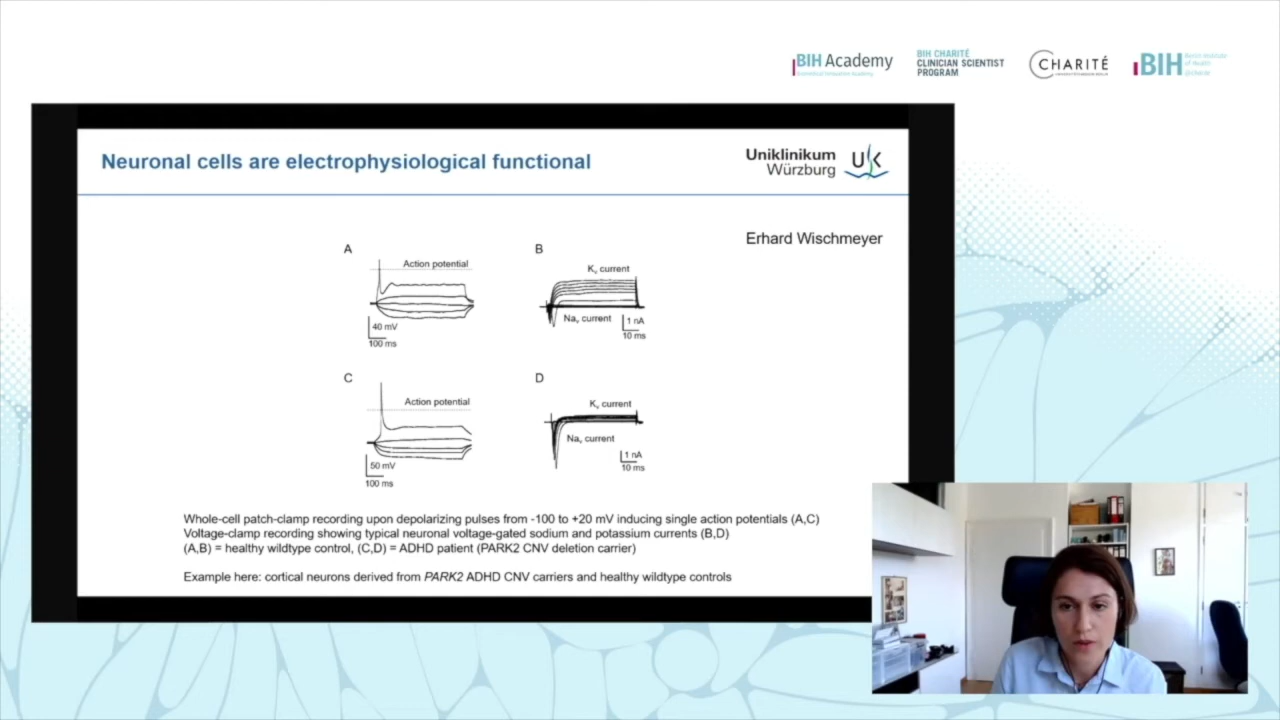 BIH Academy
BIH CHARITÉ
CLINICIAN SCIENTIST
PROGRAM
CHARITÉ
BIH
Berlin Institute
of Health
@charité
Neuronal cells are electrophysiological functional
Uniklinikum
Würzburg
UK
Erhard Wischmeyer
A
Action potential
40 mV
100 ms
B
Kv current
Nav current
1 nA
10 ms
C
Action potential
50 mV
100 ms
D
Kv current
Nav current
1 nA
10 ms
Whole-cell patch-clamp recording upon depolarizing pulses from -100 to +20 mV inducing single action potentials (A,C)
Voltage-clamp recording showing typical neuronal voltage-gated sodium and potassium currents (B,D)
(A,B) = healthy wildtype control, (C,D) = ADHD patient (PARK2 CNV deletion carrier)
Example here: cortical neurons derived from PARK2 ADHD CNV carriers and healthy wildtype controls